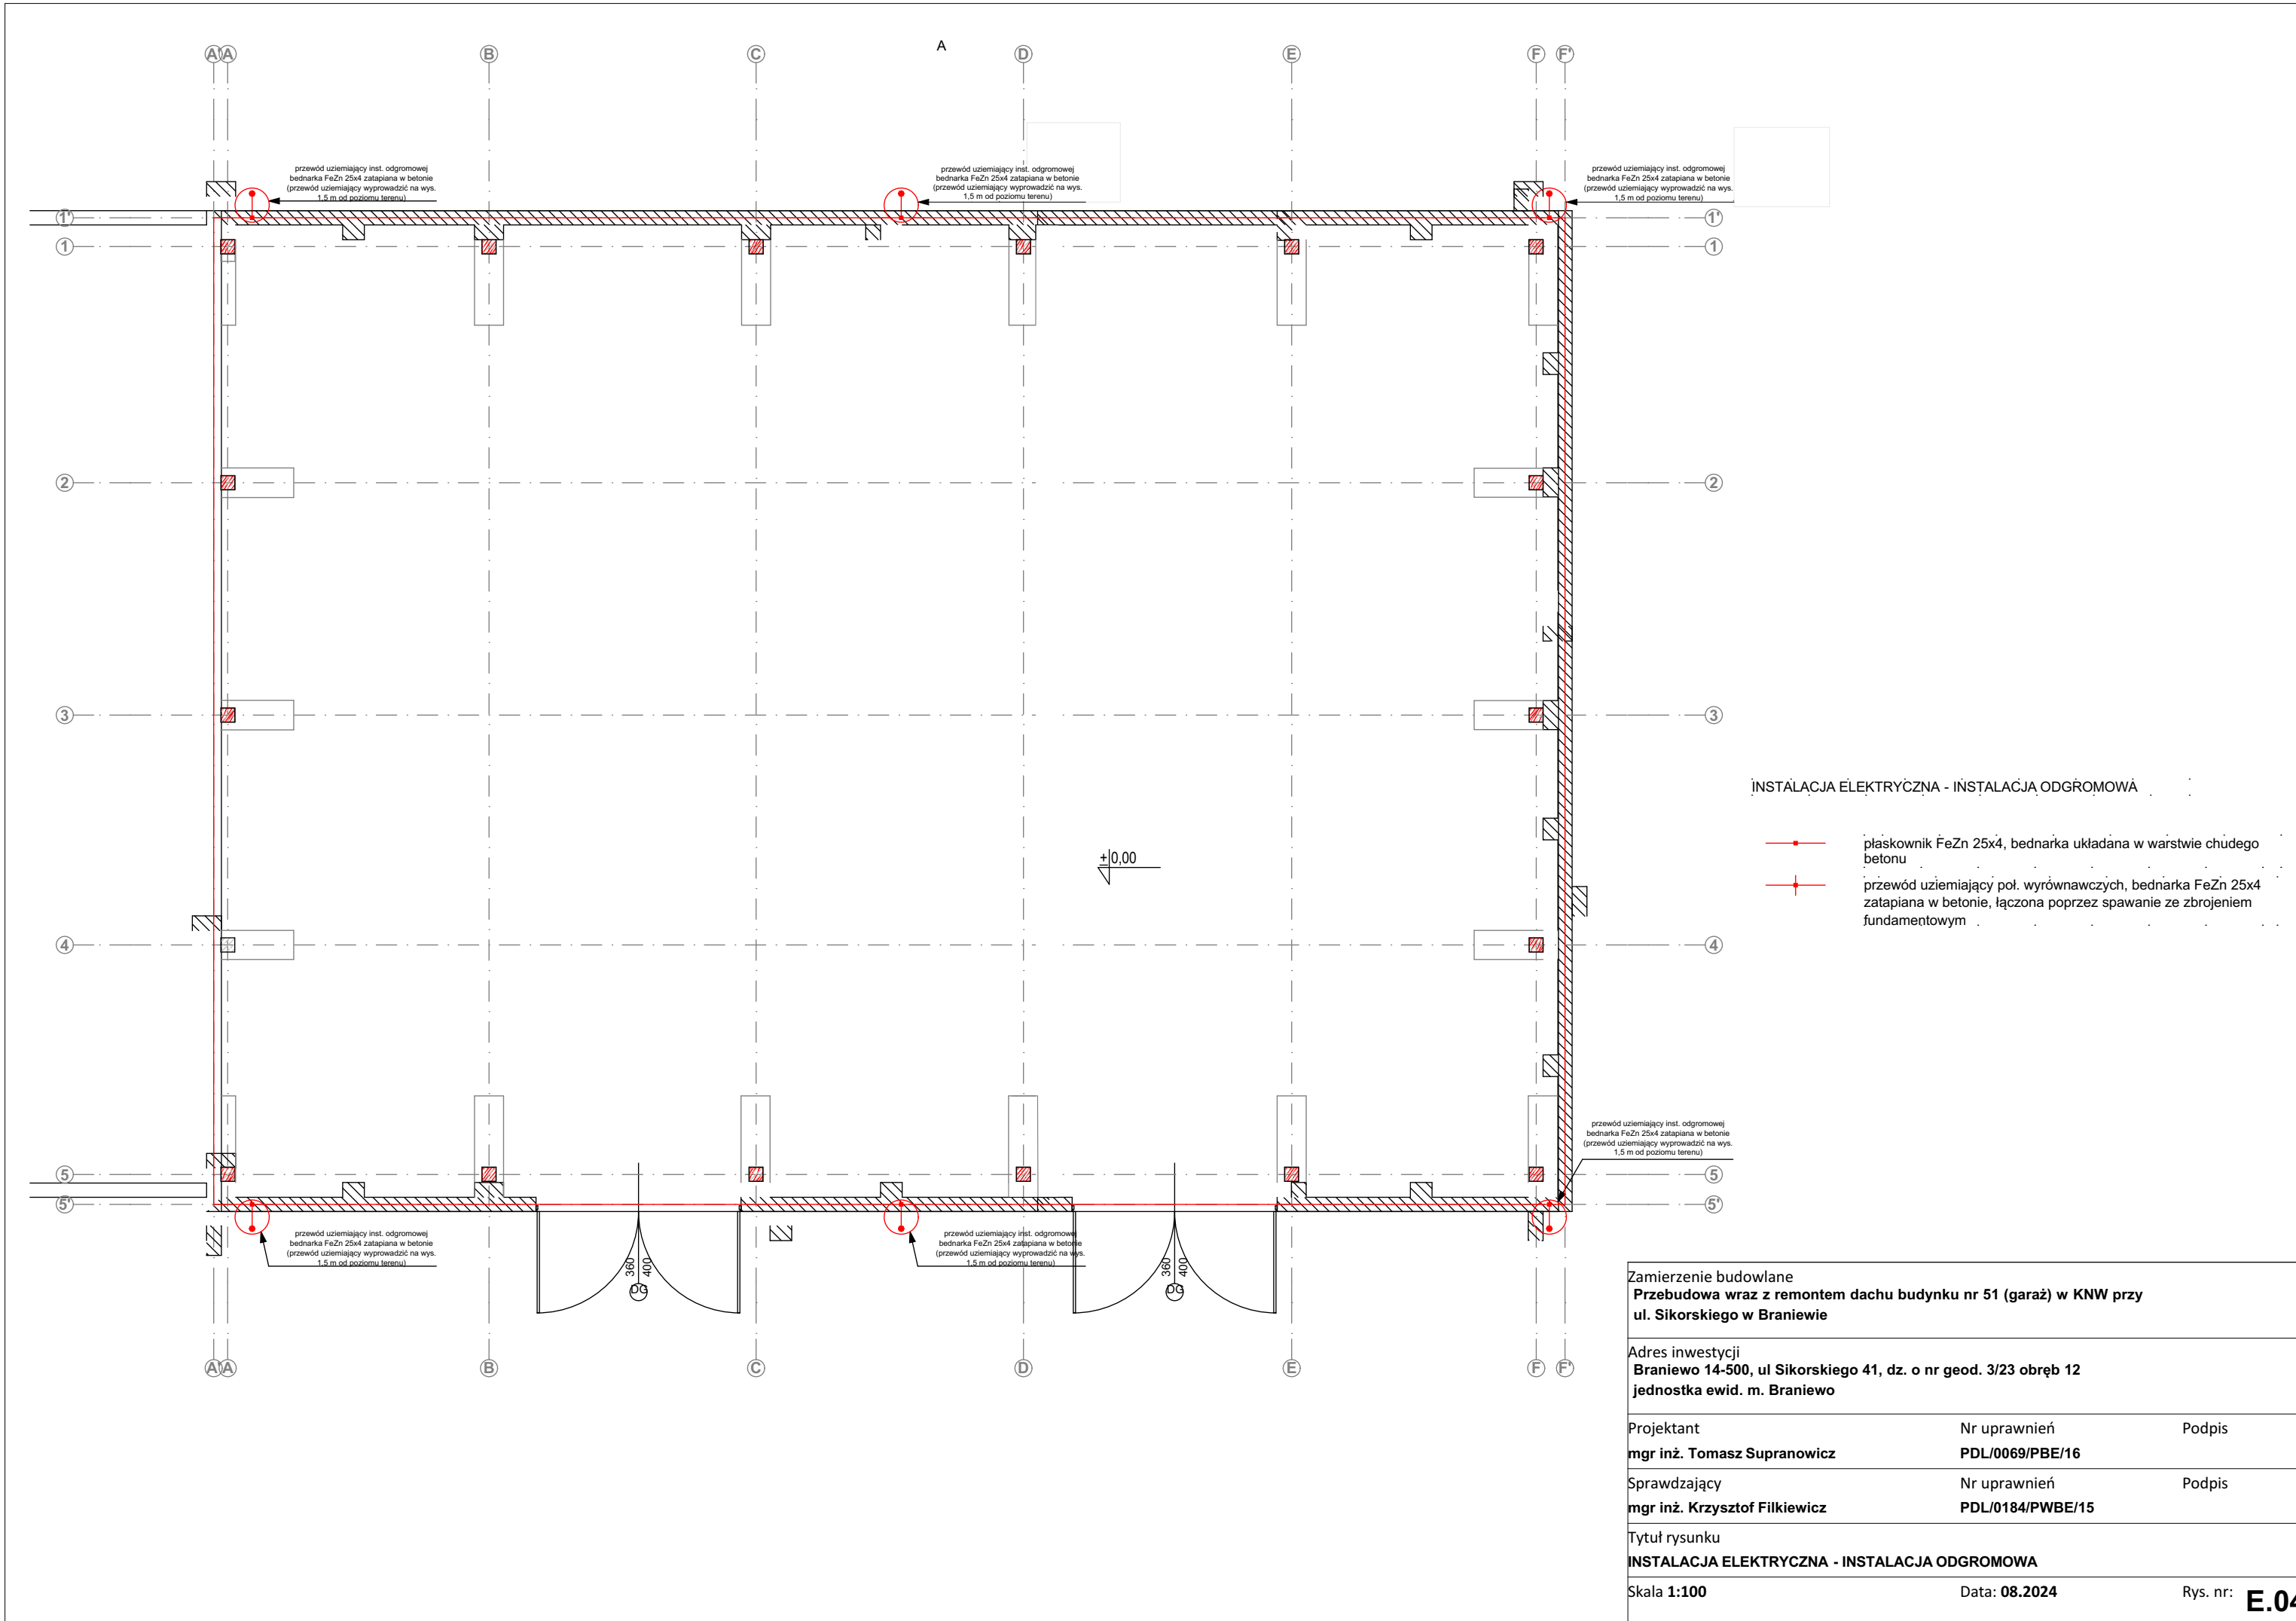 A' A B C A D E F F'
przewód uziemiający inst. odgromowej
bednarka FeZn 25x4 zatapiana w betonie
(przewód uziemiający wyprowadzić na wys.
1,5 m od poziomu terenu)
przewód uziemiający inst. odgromowej
bednarka FeZn 25x4 zatapiana w betonie
(przewód uziemiający wyprowadzić na wys.
1,5 m od poziomu terenu)
przewód uziemiający inst. odgromowej
bednarka FeZn 25x4 zatapiana w betonie
(przewód uziemiający wyprowadzić na wys.
1,5 m od poziomu terenu)
1' 1'
1 1
2 2
3 3
INSTALACJA ELEKTRYCZNA - INSTALACJA ODGROMOWA
płaskownik FeZn 25x4, bednarka układana w warstwie chudego
betonu
±0,00
przewód uziemiający poł. wyrównawczych, bednarka FeZn 25x4
zatapiana w betonie, łączona poprzez spawanie ze zbrojeniem
fundamentowym
4 4
przewód uziemiający inst. odgromowej
bednarka FeZn 25x4 zatapiana w betonie
(przewód uziemiający wyprowadzić na wys.
1,5 m od poziomu terenu)
5 5
5' 5'
przewód uziemiający inst. odgromowej
bednarka FeZn 25x4 zatapiana w betonie
(przewód uziemiający wyprowadzić na wys.
1,5 m od poziomu terenu)
360
400
DG
przewód uziemiający inst. odgromowej
bednarka FeZn 25x4 zatapiana w betonie
(przewód uziemiający wyprowadzić na wys.
1,5 m od poziomu terenu)
360
400
DG
A' A B C D E F F'
Zamierzenie budowlane
Przebudowa wraz z remontem dachu budynku nr 51 (garaż) w KNW przy
ul. Sikorskiego w Braniewie
Adres inwestycji
Braniewo 14-500, ul Sikorskiego 41, dz. o nr geod. 3/23 obręb 12
jednostka ewid. m. Braniewo
Projektant Nr uprawnień Podpis
mgr inż. Tomasz Supranowicz PDL/0069/PBE/16
Sprawdzający Nr uprawnień Podpis
mgr inż. Krzysztof Filkiewicz PDL/0184/PWBE/15
Tytuł rysunku
INSTALACJA ELEKTRYCZNA - INSTALACJA ODGROMOWA
Skala 1:100 Data: 08.2024 Rys. nr: E.04